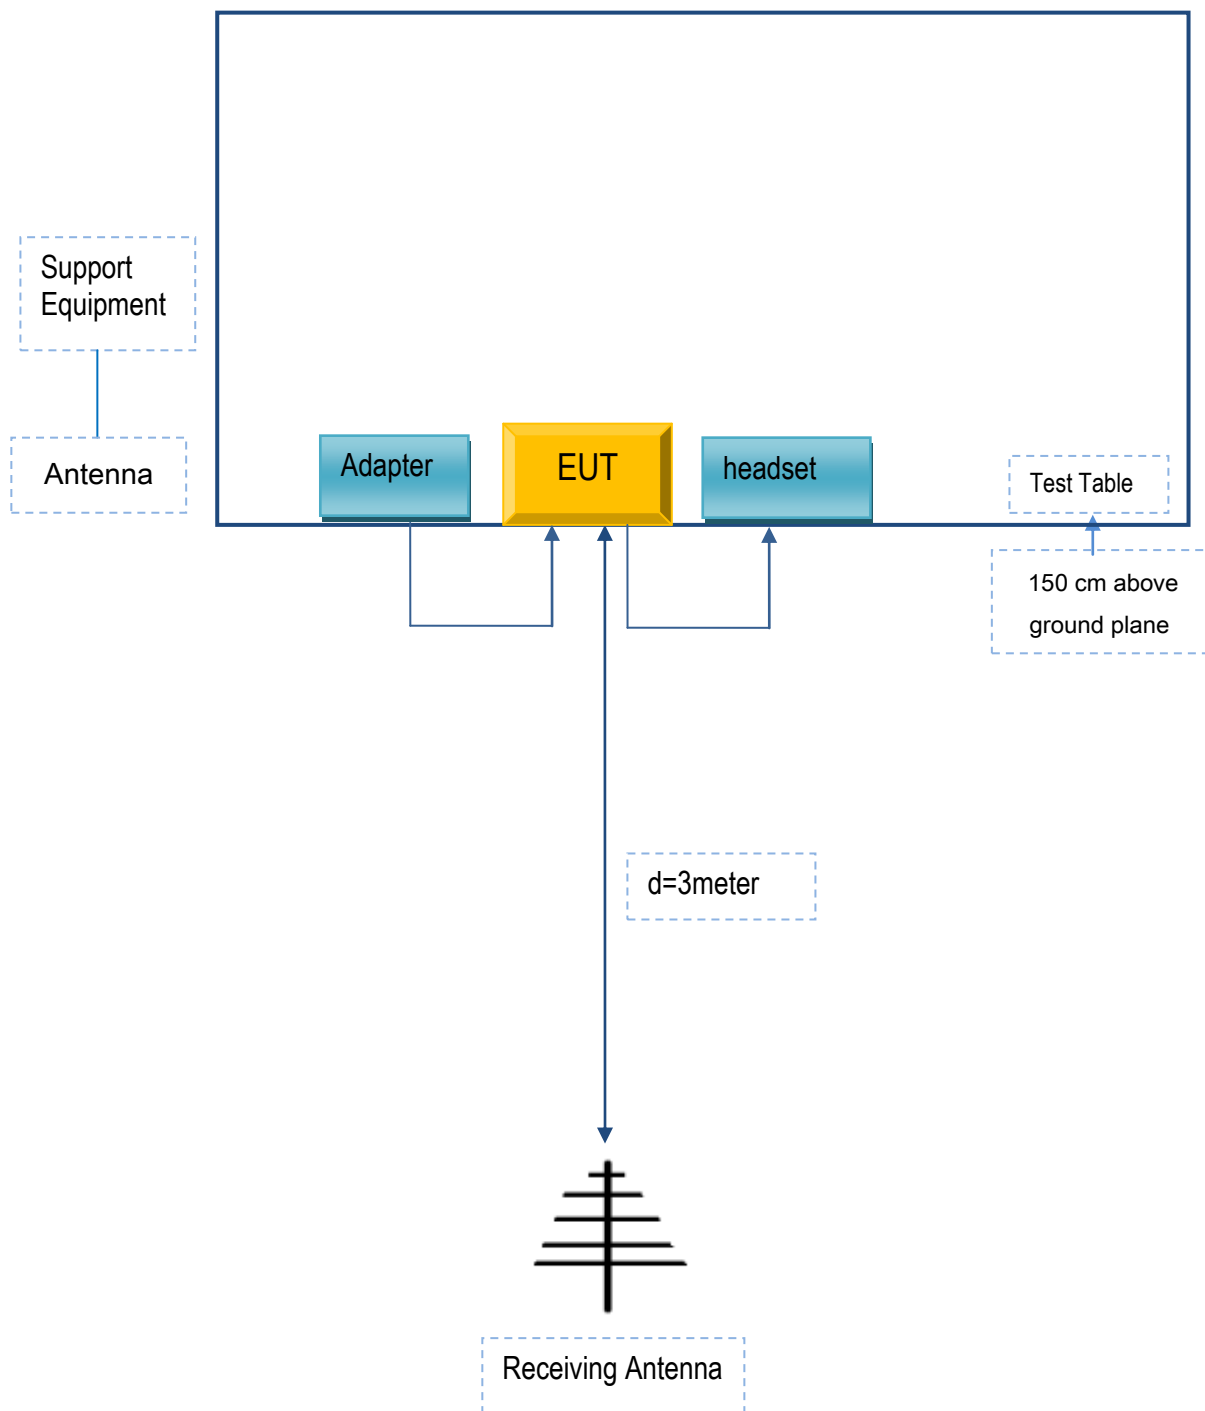 Support
Equipment
Antenna
Adapter
EUT
headset
Test Table
150 cm above
ground plane
d=3meter
Receiving Antenna